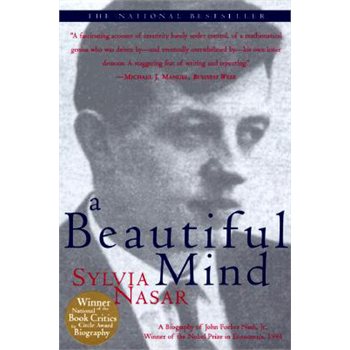 THE NATIONAL BESTSELLER
"A fascinating account of creativity barely under control, of a mathematical
genius who was driven by—and eventually overwhelmed by—his own inner
demons. A staggering feat of writing and reporting."
—Michael J. Mandel, Business Week
a
Beautiful
Mind
Sylvia
Nasar
Winner
of the
National
Book Critics
Circle Award
Biography
A Biography of John Forbes Nash, Jr.,
Winner of the Nobel Prize in Economics, 1994